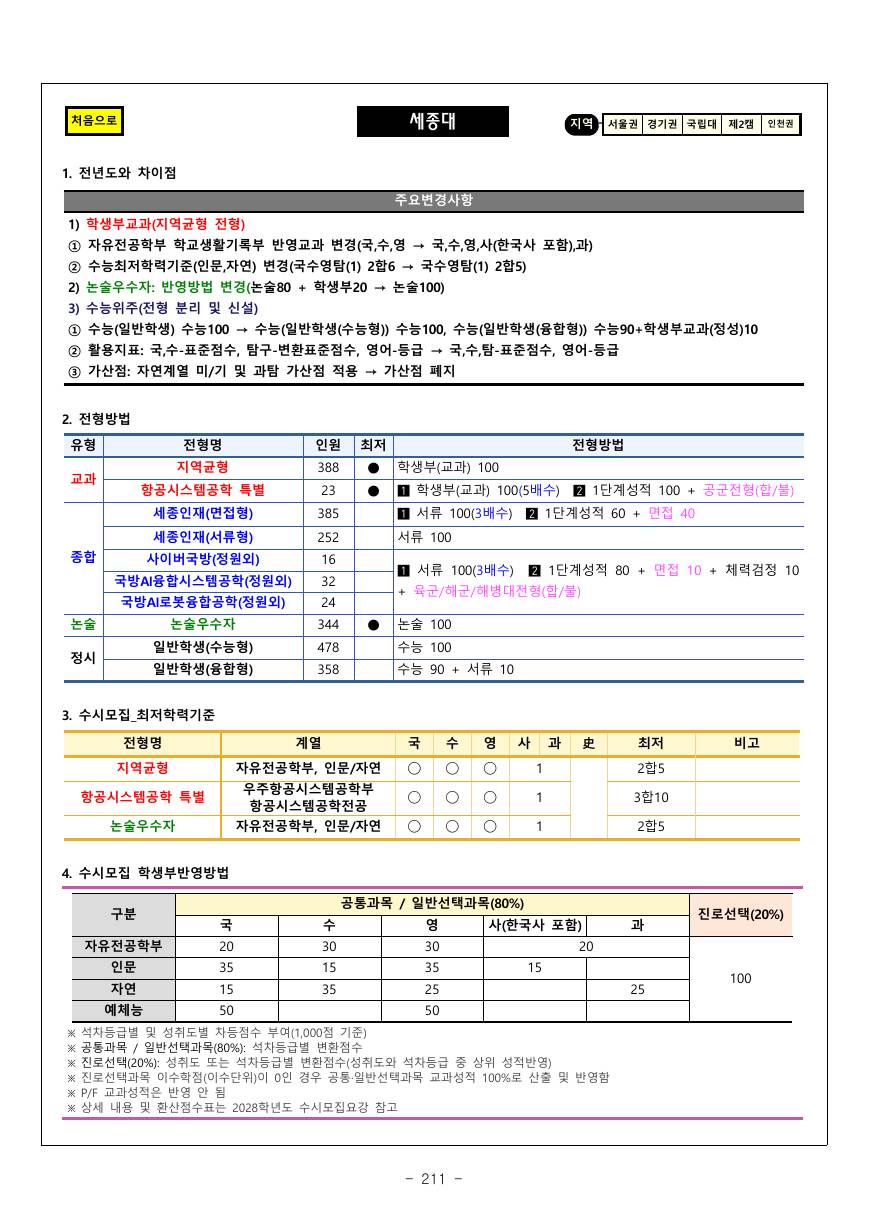 처음으로
세종대
지역 서울권 경기권 국립대 제2캠 인천권
1. 전년도와 차이점
주요변경사항
1) 학생부교과(지역균형 전형)
① 자유전공학부 학교생활기록부 반영교과 변경(국,수,영 → 국,수,영,사(한국사 포함),과)
② 수능최저학력기준(인문,자연) 변경(국수영탐(1) 2합6 → 국수영탐(1) 2합5)
2) 논술우수자: 반영방법 변경(논술80 + 학생부20 → 논술100)
3) 수능위주(전형 분리 및 신설)
① 수능(일반학생) 수능100 → 수능(일반학생(수능형)) 수능100, 수능(일반학생(융합형)) 수능90+학생부교과(정성)10
② 활용지표: 국,수-표준점수, 탐구-변환표준점수, 영어-등급 → 국,수,탐-표준점수, 영어-등급
③ 가산점: 자연계열 미/기 및 과탐 가산점 적용 → 가산점 폐지
2. 전형방법
유형 전형명 인원 최저 전형방법
교과 지역균형 388 ● 학생부(교과) 100
항공시스템공학 특별 23 ● 1 학생부(교과) 100(5배수) 2 1단계성적 100 + 공군전형(합/불)
종합 세종인재(면접형) 385 1 서류 100(3배수) 2 1단계성적 60 + 면접 40
세종인재(서류형) 252 서류 100
사이버국방(정원외) 16
국방AI융합시스템공학(정원외) 32 1 서류 100(3배수) 2 1단계성적 80 + 면접 10 + 체력검정 10
국방AI로봇융합공학(정원외) 24 + 육군/해군/해병대전형(합/불)
논술 논술우수자 344 ● 논술 100
정시 일반학생(수능형) 478 수능 100
일반학생(융합형) 358 수능 90 + 서류 10
3. 수시모집_최저학력기준
전형명 계열 국 수 영 사 과 史 최저 비고
지역균형 자유전공학부, 인문/자연 ○ ○ ○ 1 2합5
항공시스템공학 특별 우주항공시스템공학부 ○ ○ ○ 1 3합10
항공시스템공학전공
논술우수자 자유전공학부, 인문/자연 ○ ○ ○ 1 2합5
4. 수시모집 학생부반영방법
구분 공통과목 / 일반선택과목(80%) 진로선택(20%)
국 수 영 사(한국사 포함) 과
자유전공학부 20 30 30 20 100
인문 35 15 35 15
자연 15 35 25 25
예체능 50 50
※ 석차등급별 및 성취도별 차등점수 부여(1,000점 기준)
※ 공통과목 / 일반선택과목(80%): 석차등급별 변환점수
※ 진로선택(20%): 성취도 또는 석차등급별 변환점수(성취도와 석차등급 중 상위 성적반영)
※ 진로선택과목 이수학점(이수단위)이 0인 경우 공통·일반선택과목 교과성적 100%로 산출 및 반영함
※ P/F 교과성적은 반영 안 됨
※ 상세 내용 및 환산점수표는 2028학년도 수시모집요강 참고
- 211 -